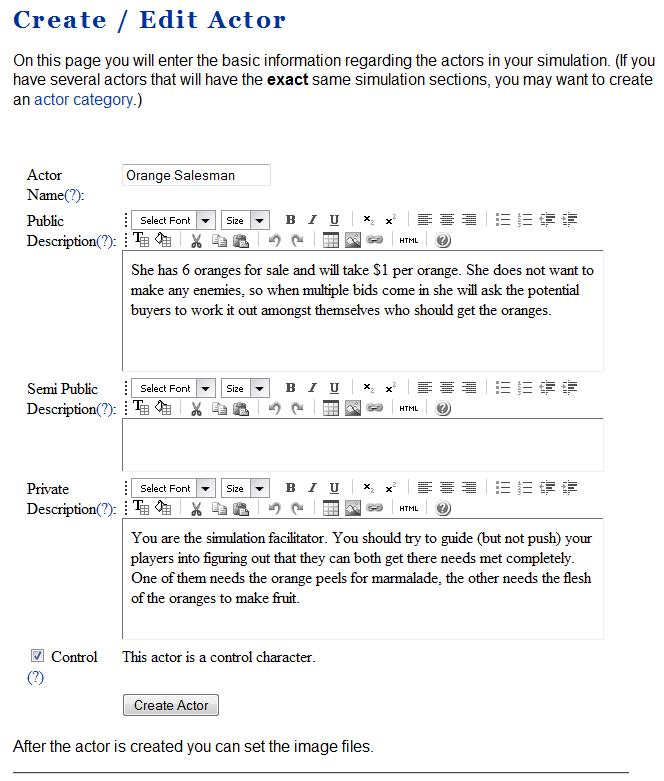 Create / Edit Actor
On this page you will enter the basic information regarding the actors in your simulation. (If you
have several actors that will have the exact same simulation sections, you may want to create
an actor category.)
Actor
Name(?):
Orange Salesman
Public
Description(?):
Select Font Size B I U x₂ x²
HTML ?
She has 6 oranges for sale and will take $1 per orange. She does not want to
make any enemies, so when multiple bids come in she will ask the potential
buyers to work it out amongst themselves who should get the oranges.
Semi Public
Description(?):
Select Font Size B I U x₂ x²
HTML ?
Private
Description(?):
Select Font Size B I U x₂ x²
HTML ?
You are the simulation facilitator. You should try to guide (but not push) your
players into figuring out that they can both get there needs met completely.
One of them needs the orange peels for marmalade, the other needs the flesh
of the oranges to make fruit.
Control
(?)
This actor is a control character.
Create Actor
After the actor is created you can set the image files.